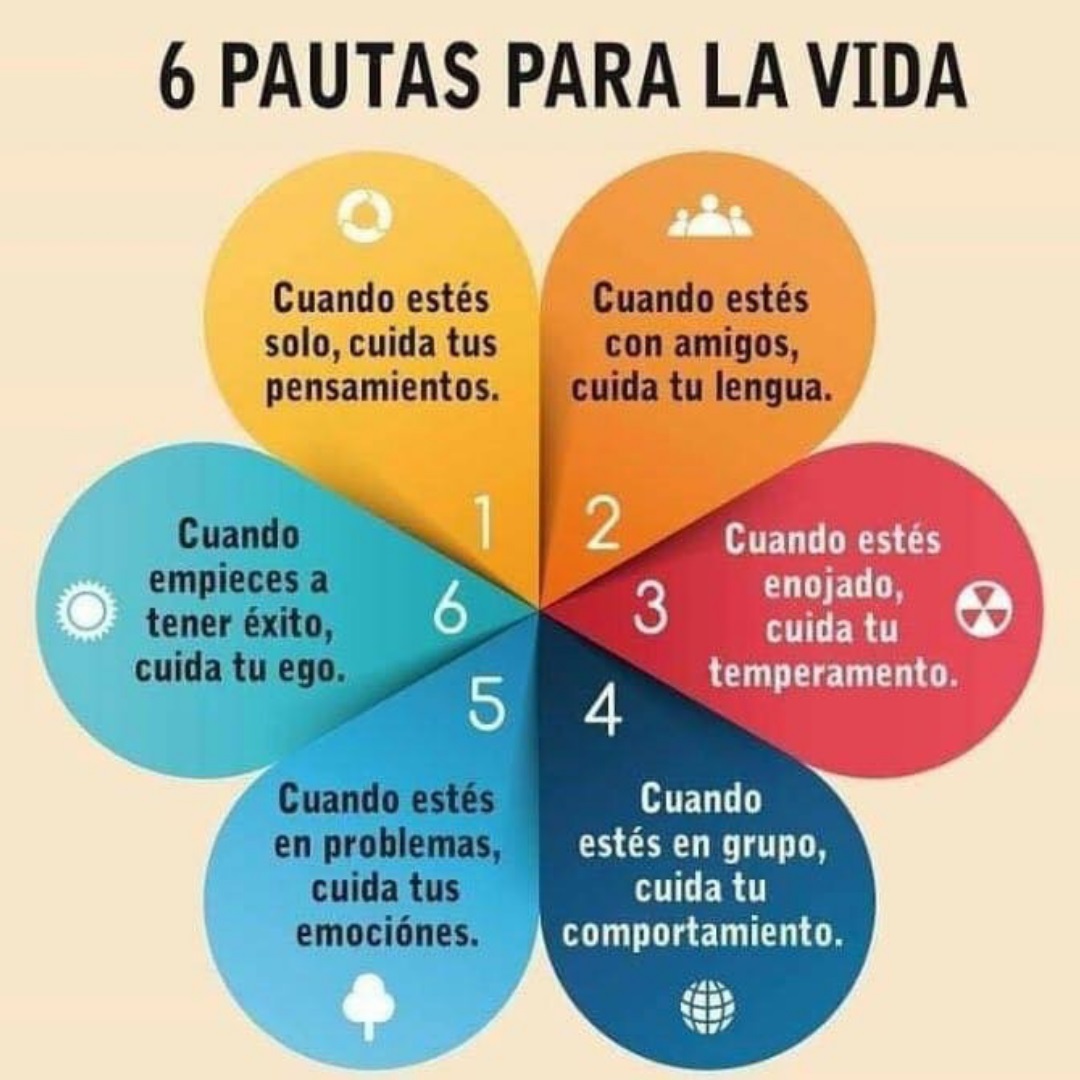 6 PAUTAS PARA LA VIDA
Cuando estés
solo, cuida tus
pensamientos.
1
Cuando estés
con amigos,
cuida tu lengua.
2
Cuando estés
enojado,
cuida tu
temperamento.
3
Cuando
estés en grupo,
cuida tu
comportamiento.
4
Cuando estés
en problemas,
cuida tus
emociónes.
5
Cuando
empieces a
tener éxito,
cuida tu ego.
6